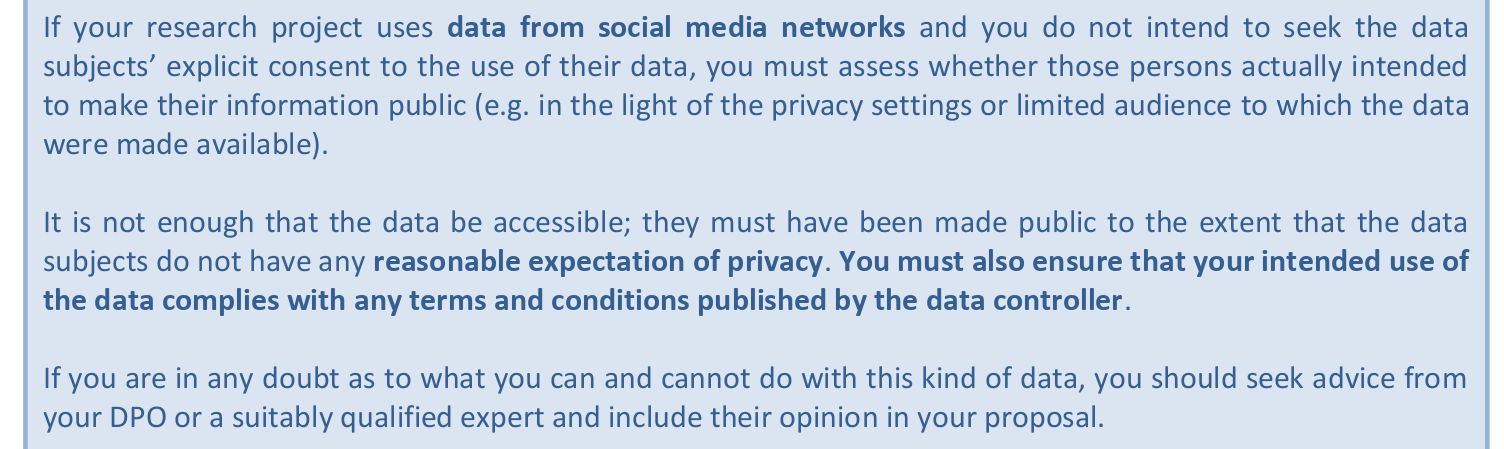 If your research project uses data from social media networks and you do not intend to seek the data
subjects’ explicit consent to the use of their data, you must assess whether those persons actually intended
to make their information public (e.g. in the light of the privacy settings or limited audience to which the data
were made available).
It is not enough that the data be accessible; they must have been made public to the extent that the data
subjects do not have any reasonable expectation of privacy. You must also ensure that your intended use of
the data complies with any terms and conditions published by the data controller.
If you are in any doubt as to what you can and cannot do with this kind of data, you should seek advice from
your DPO or a suitably qualified expert and include their opinion in your proposal.